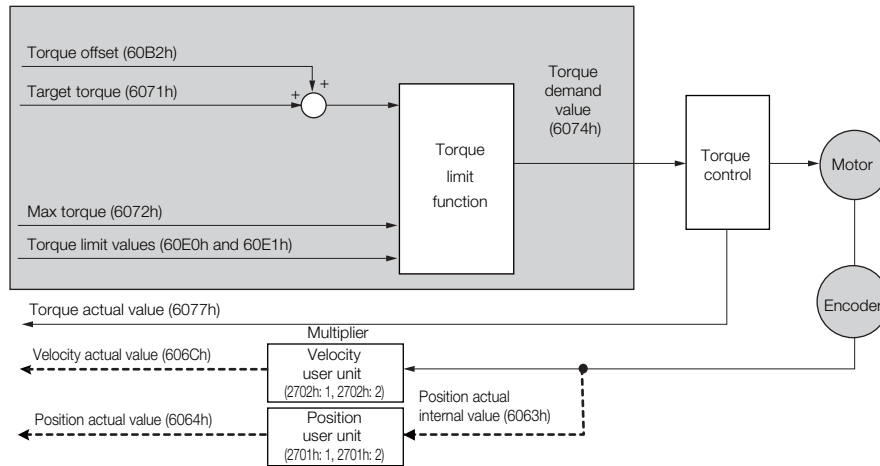 Torque offset (60B2h)
+
Target torque (6071h)
+
Torque
demand
value
(6074h)
Torque
limit
function
Torque
control
Motor
Max torque (6072h)
Torque limit values (60E0h and 60E1h)
Encoder
Torque actual value (6077h)
Multiplier
Velocity actual value (606Ch)
Velocity
user unit
(2702h: 1, 2702h: 2)
Position actual
internal value (6063h)
Position actual value (6064h)
Position
user unit
(2701h: 1, 2701h: 2)